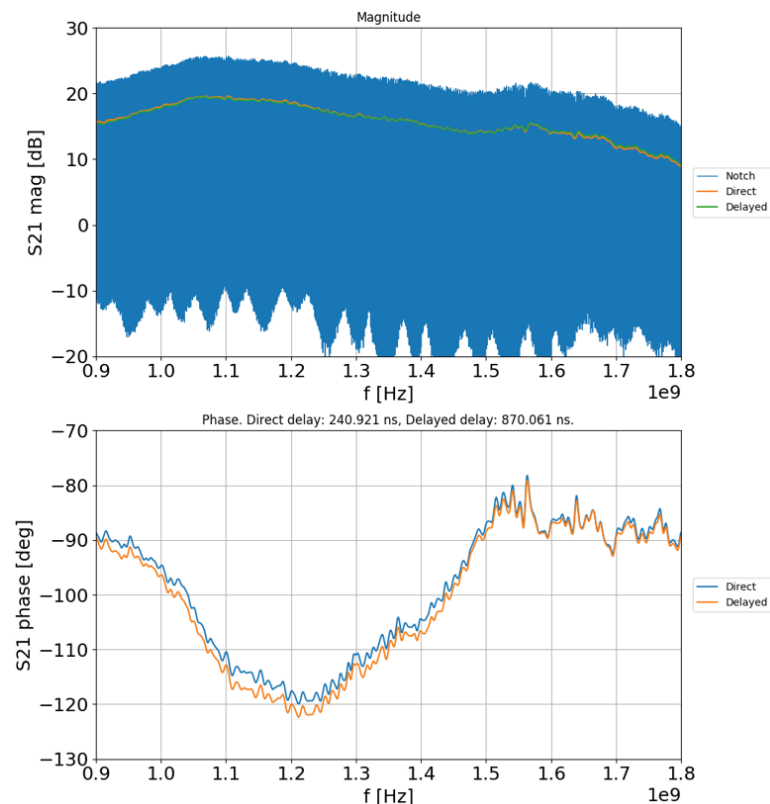 Magnitude
S21 mag [dB]
30
20
10
0
−10
−20
0.9 1.0 1.1 1.2 1.3 1.4 1.5 1.6 1.7 1.8
f [Hz]
1e9
Notch
Direct
Delayed
Phase. Direct delay: 240.921 ns, Delayed delay: 870.061 ns.
S21 phase [deg]
−70
−80
−90
−100
−110
−120
−130
0.9 1.0 1.1 1.2 1.3 1.4 1.5 1.6 1.7 1.8
f [Hz]
1e9
Direct
Delayed